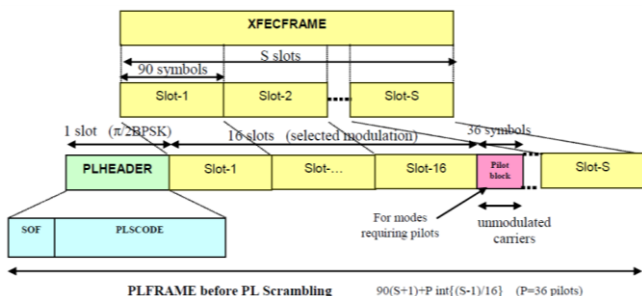 XFECFRAME
S slots
90 symbols
Slot-1
Slot-2
Slot-S
1 slot (π/2BPSK)
16 slots (selected modulation)
36 symbols
PLHEADER
Slot-1
Slot-...
Slot-16
Pilot
block
Slot-S
For modes
requiring pilots
unmodulated
carriers
SOF
PLSCODE
PLFRAME before PL Scrambling 90(S+1)+P int{(S-1)/16} (P=36 pilots)